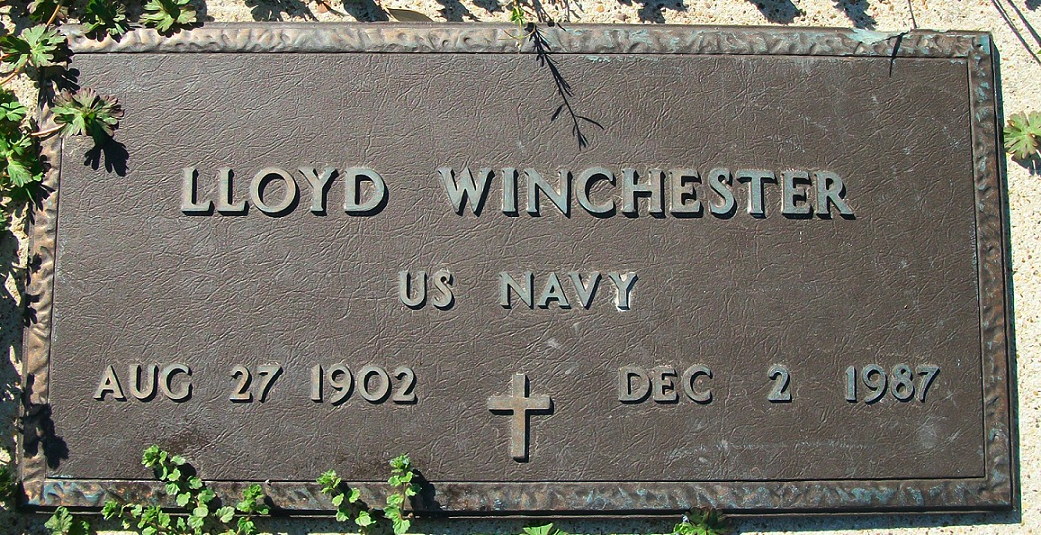 LLOYD WINCHESTER
US NAVY
AUG 27 1902 DEC 2 1987